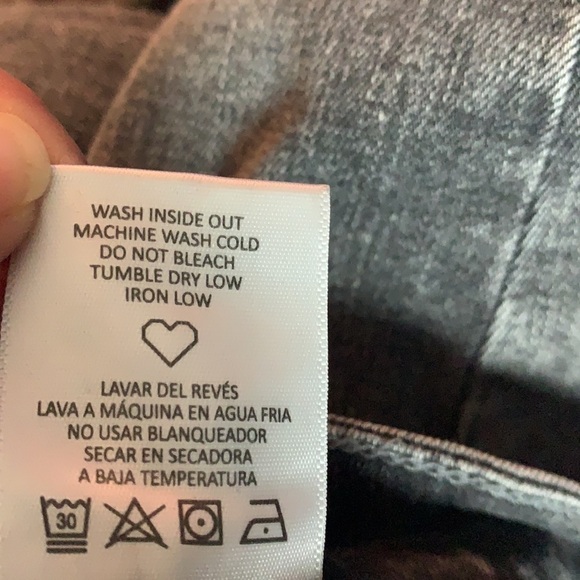 WASH INSIDE OUT
MACHINE WASH COLD
DO NOT BLEACH
TUMBLE DRY LOW
IRON LOW
LAVAR DEL REVÉS
LAVA A MÁQUINA EN AGUA FRIA
NO USAR BLANQUEADOR
SECAR EN SECADORA
A BAJA TEMPERATURA
30